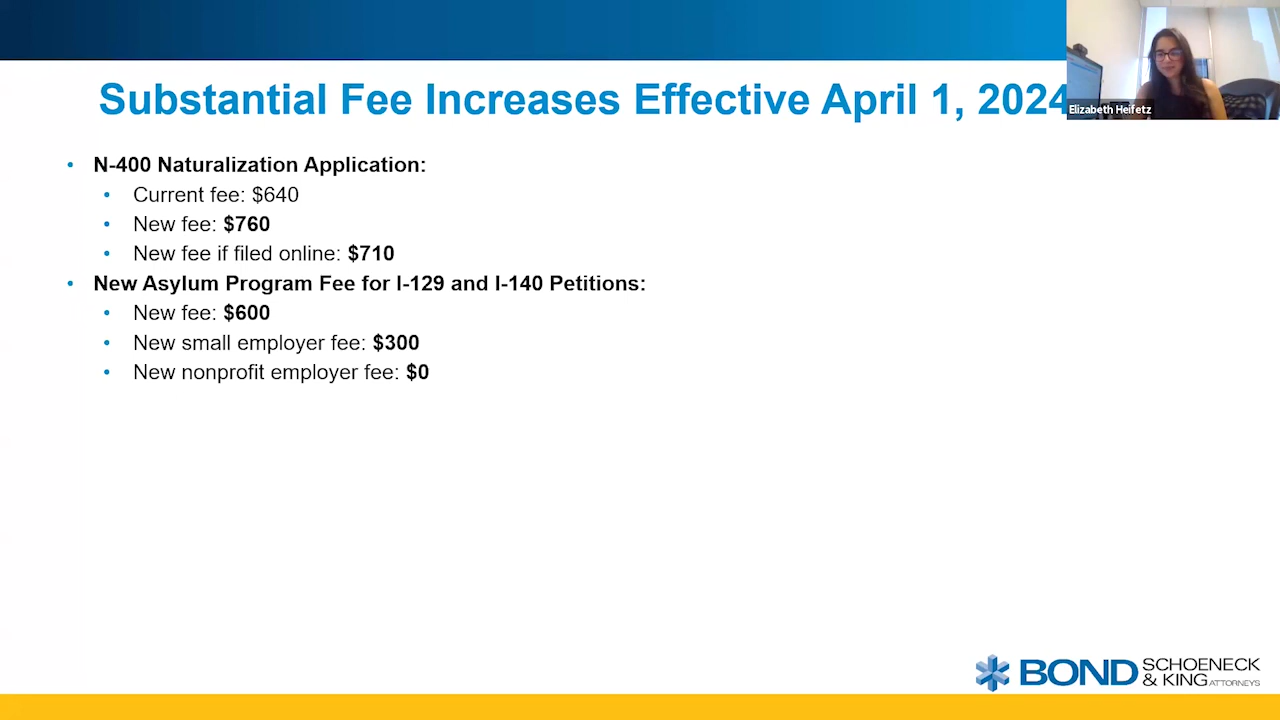 Substantial Fee Increases Effective April 1, 2024
Elizabeth Heifetz
• N-400 Naturalization Application:
• Current fee: $640
• New fee: $760
• New fee if filed online: $710
• New Asylum Program Fee for I-129 and I-140 Petitions:
• New fee: $600
• New small employer fee: $300
• New nonprofit employer fee: $0
BOND SCHOENECK
& KING ATTORNEYS